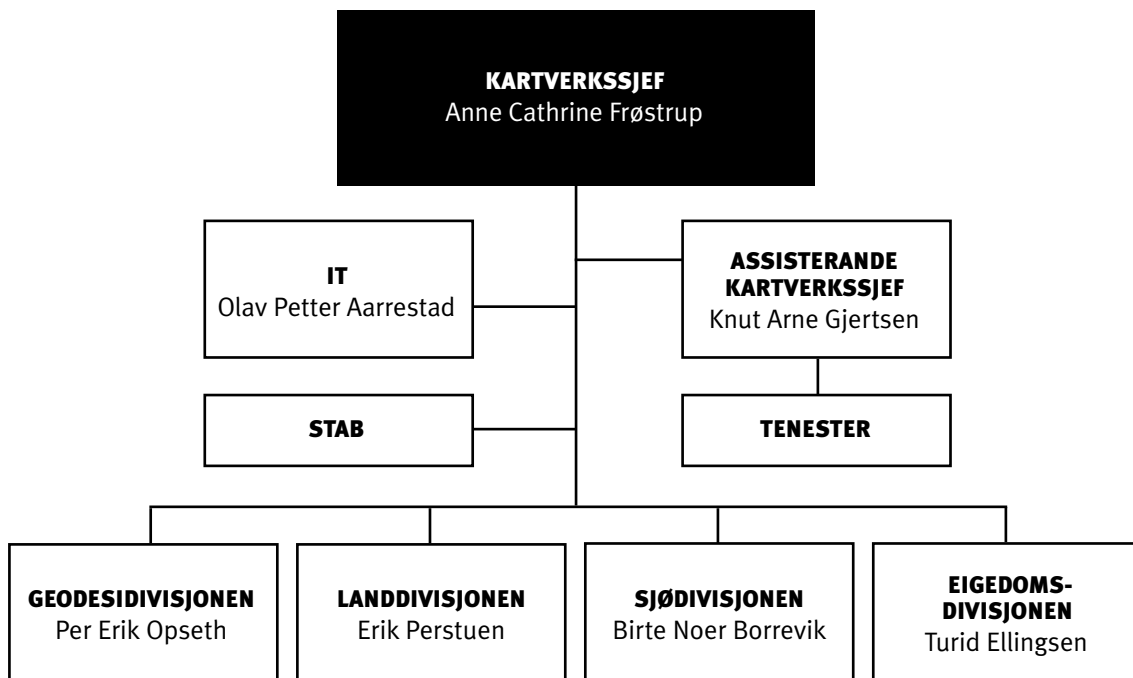 KARTVERKSSJEF
Anne Cathrine Frøstrup
IT
Olav Petter Aarrestad
ASSISTERANDE
KARTVERKSSJEF
Knut Arne Gjertsen
STAB
TENESTER
GEODESIDIVISJONEN
Per Erik Opseth
LANDDIVISJONEN
Erik Perstuen
SJØDIVISJONEN
Birte Noer Borrevik
EIGEDOMS-
DIVISJONEN
Turid Ellingsen